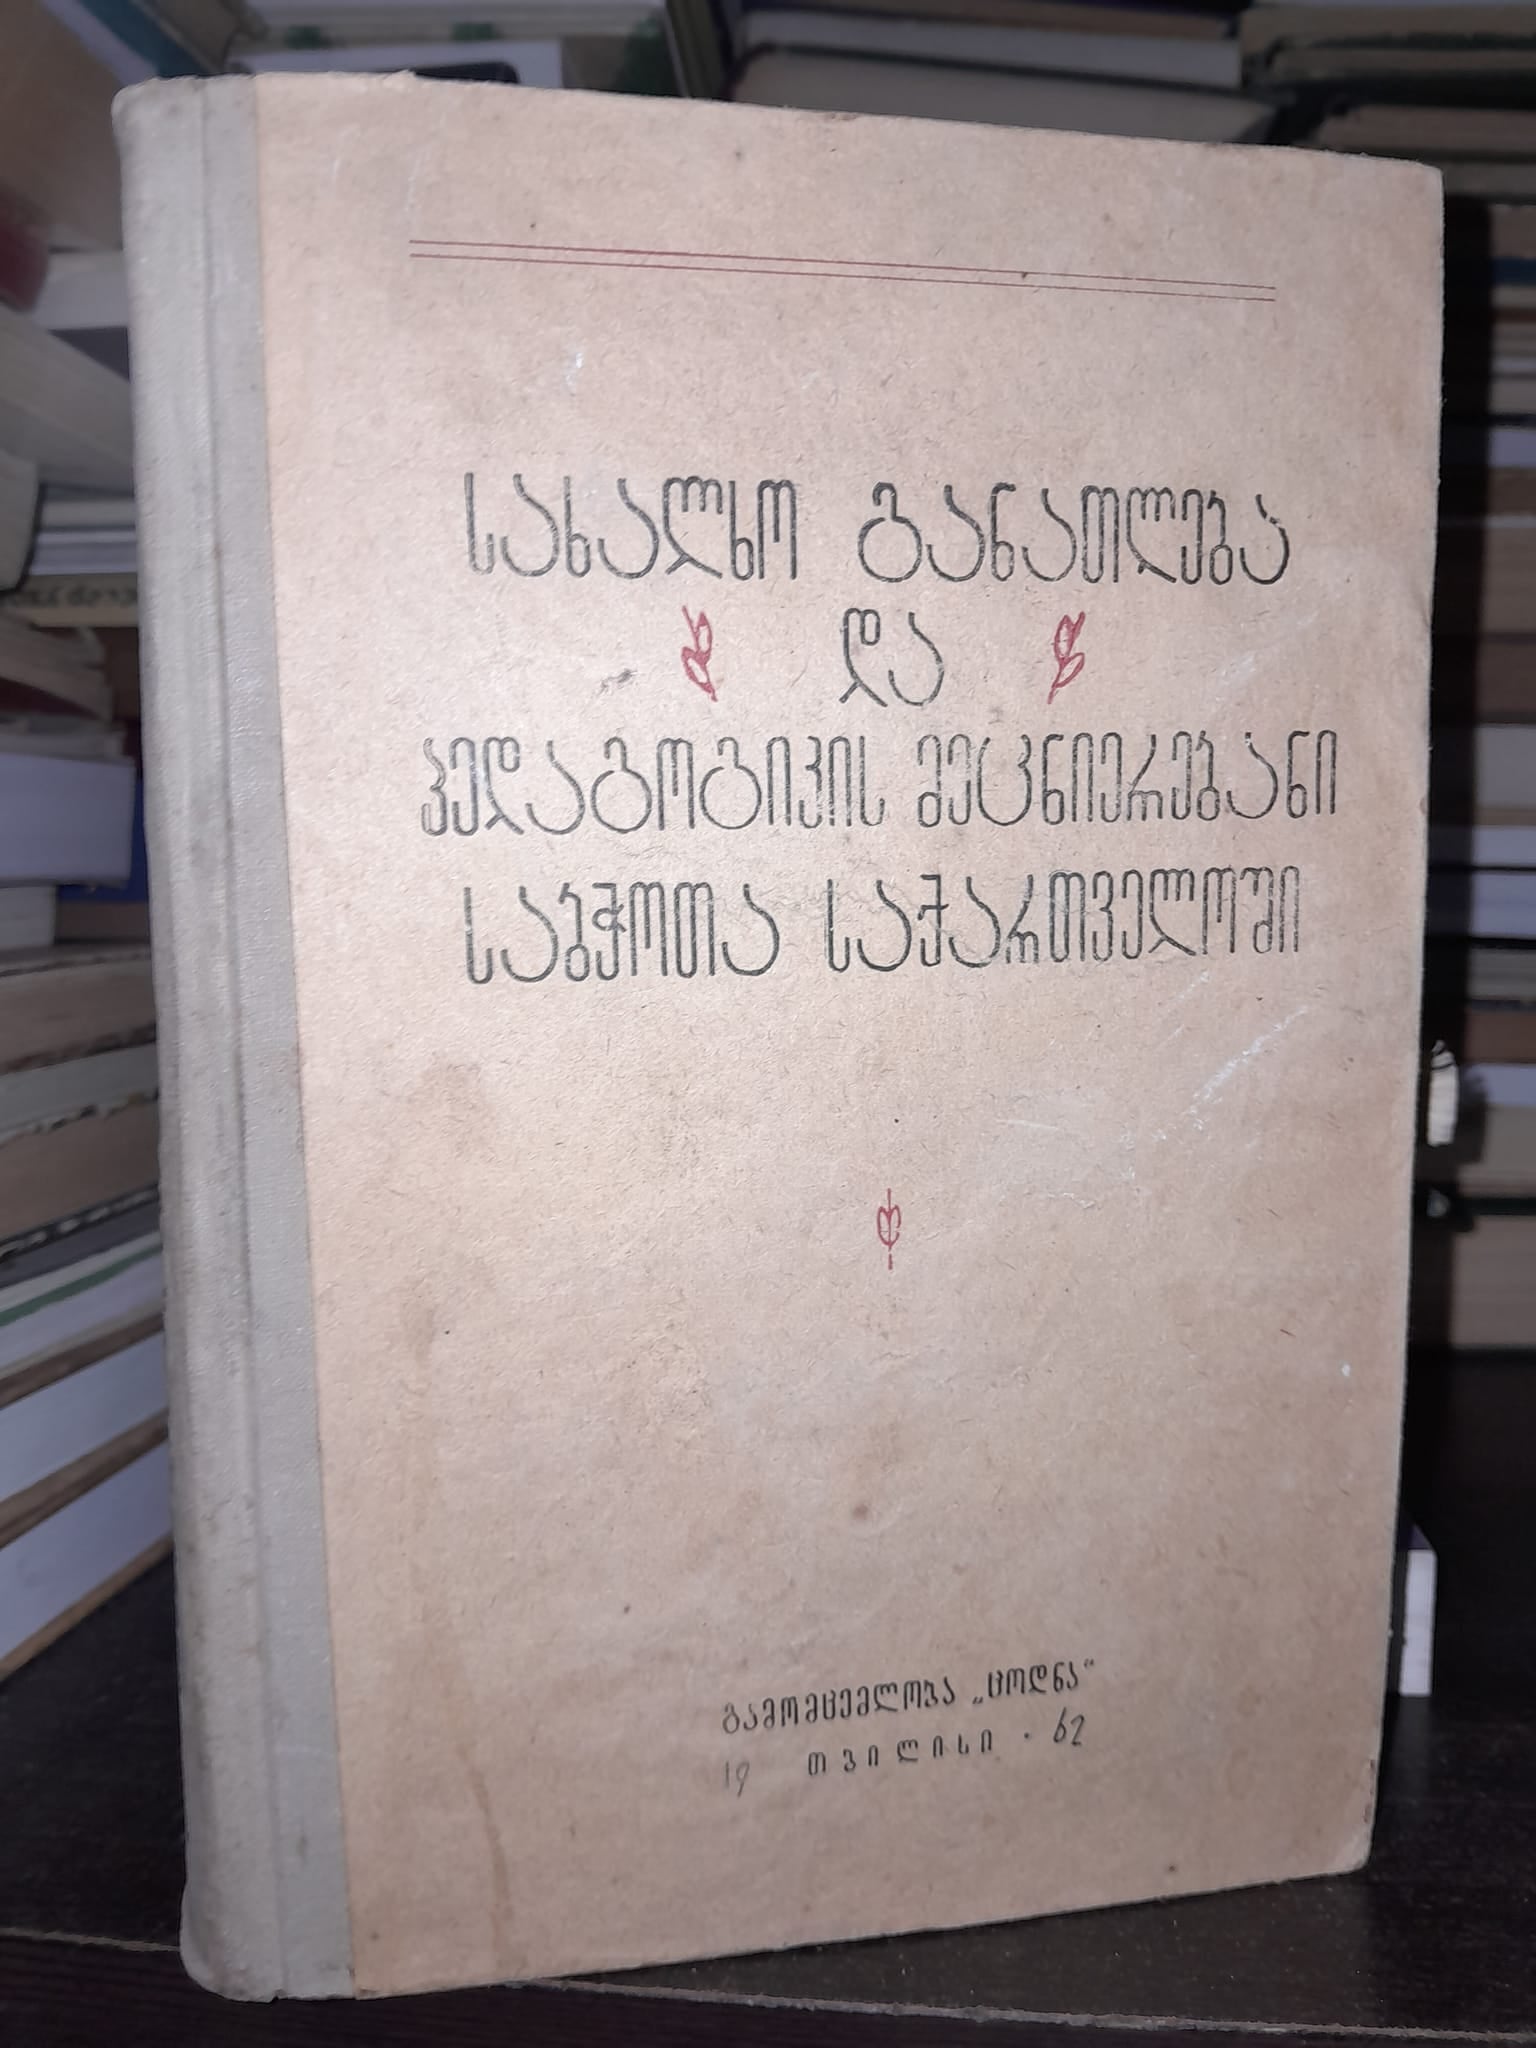 სახალხო განათლება
და
პედაგოგიკის მეცნიერებანი
საბჭოთა საქართველოში
გამომცემლობა „ცოდნა“
19 თბილისი · 62